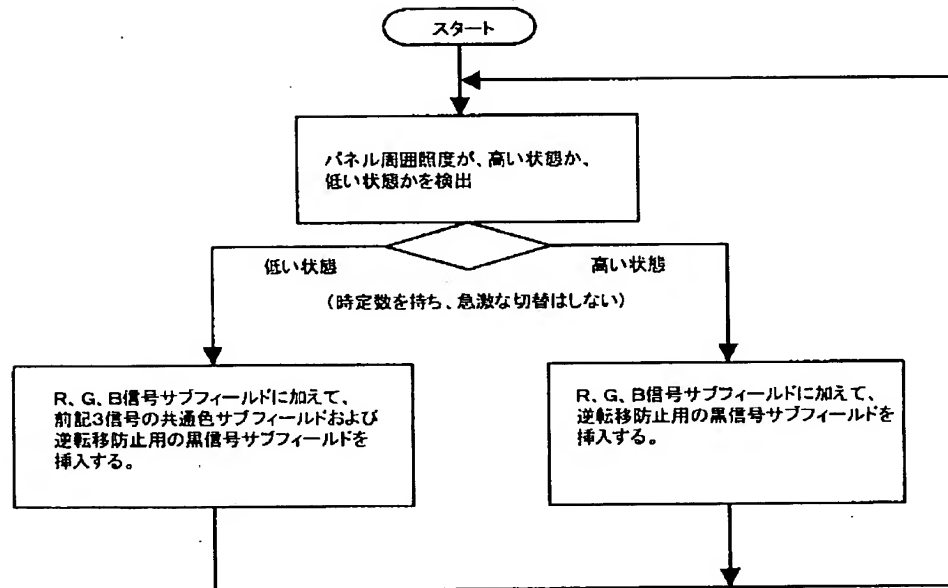 スタート
パネル周囲照度が、高い状態か、
低い状態かを検出
低い状態
高い状態
(時定数を持ち、急激な切替はしない)
R、G、B信号サブフィールドに加えて、
前記3信号の共通色サブフィールドおよび
逆転移防止用の黒信号サブフィールドを
挿入する。
R、G、B信号サブフィールドに加えて、
逆転移防止用の黒信号サブフィールドを
挿入する。